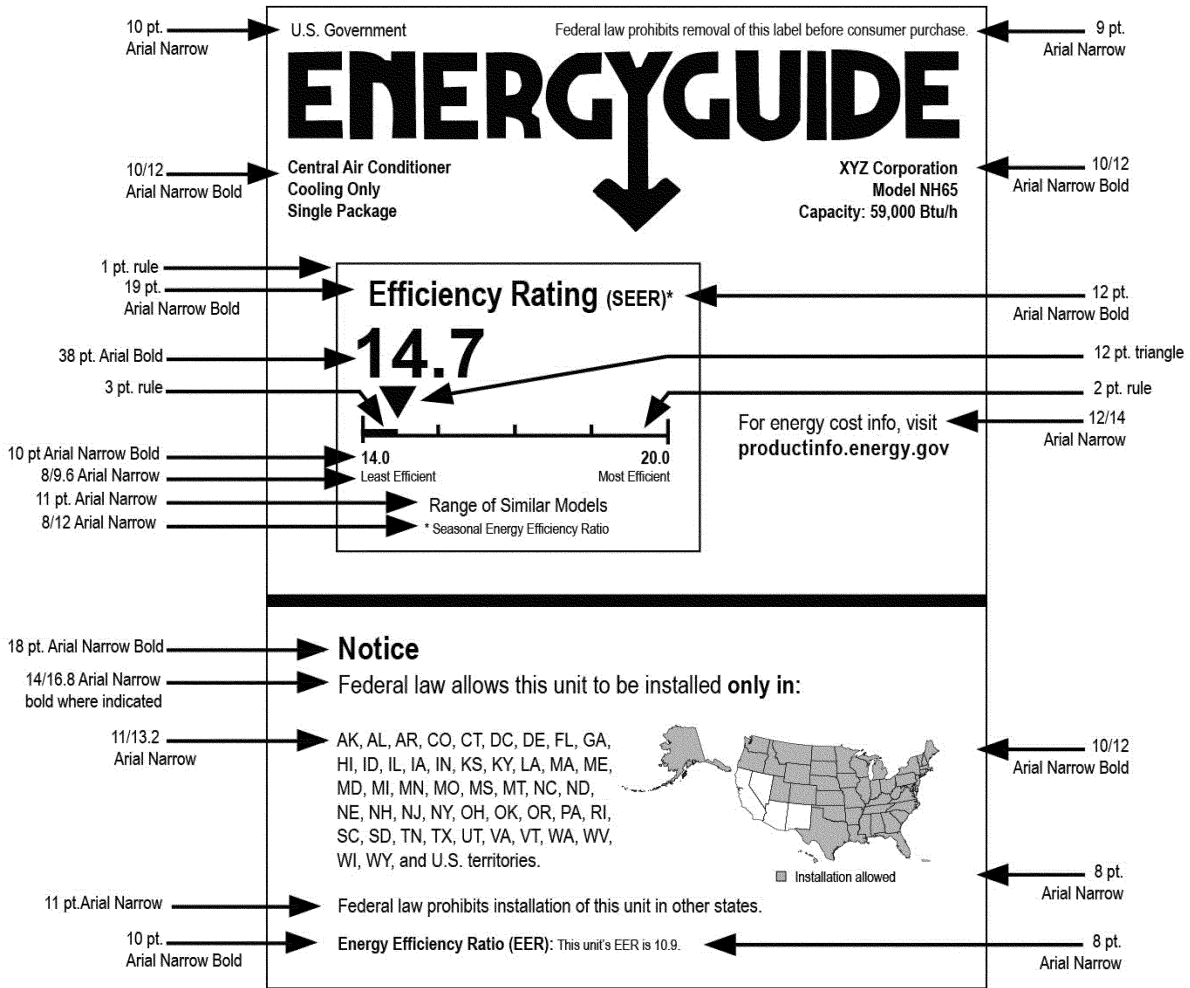 10 pt.
Arial Narrow
U.S. Government
Federal law prohibits removal of this label before consumer purchase.
9 pt.
Arial Narrow
ENERGYGUIDE
10/12
Arial Narrow Bold
Central Air Conditioner
Cooling Only
Single Package
XYZ Corporation
Model NH65
Capacity: 59,000 Btu/h
10/12
Arial Narrow Bold
1 pt. rule
19 pt.
Arial Narrow Bold
Efficiency Rating (SEER)*
12 pt.
Arial Narrow Bold
38 pt. Arial Bold
14.7
12 pt. triangle
3 pt. rule
2 pt. rule
For energy cost info, visit
productinfo.energy.gov
12/14
Arial Narrow
10 pt Arial Narrow Bold
14.0
20.0
8/9.6 Arial Narrow
Least Efficient
Most Efficient
11 pt. Arial Narrow
Range of Similar Models
8/12 Arial Narrow
* Seasonal Energy Efficiency Ratio
18 pt. Arial Narrow Bold
Notice
14/16.8 Arial Narrow
bold where indicated
Federal law allows this unit to be installed only in:
11/13.2
Arial Narrow
AK, AL, AR, CO, CT, DC, DE, FL, GA,
HI, ID, IL, IA, IN, KS, KY, LA, MA, ME,
MD, MI, MN, MO, MS, MT, NC, ND,
NE, NH, NJ, NY, OH, OK, OR, PA, RI,
SC, SD, TN, TX, UT, VA, VT, WA, WV,
WI, WY, and U.S. territories.
10/12
Arial Narrow Bold
Installation allowed
8 pt.
Arial Narrow
11 pt.Arial Narrow
Federal law prohibits installation of this unit in other states.
10 pt.
Arial Narrow Bold
Energy Efficiency Ratio (EER): This unit's EER is 10.9.
8 pt.
Arial Narrow